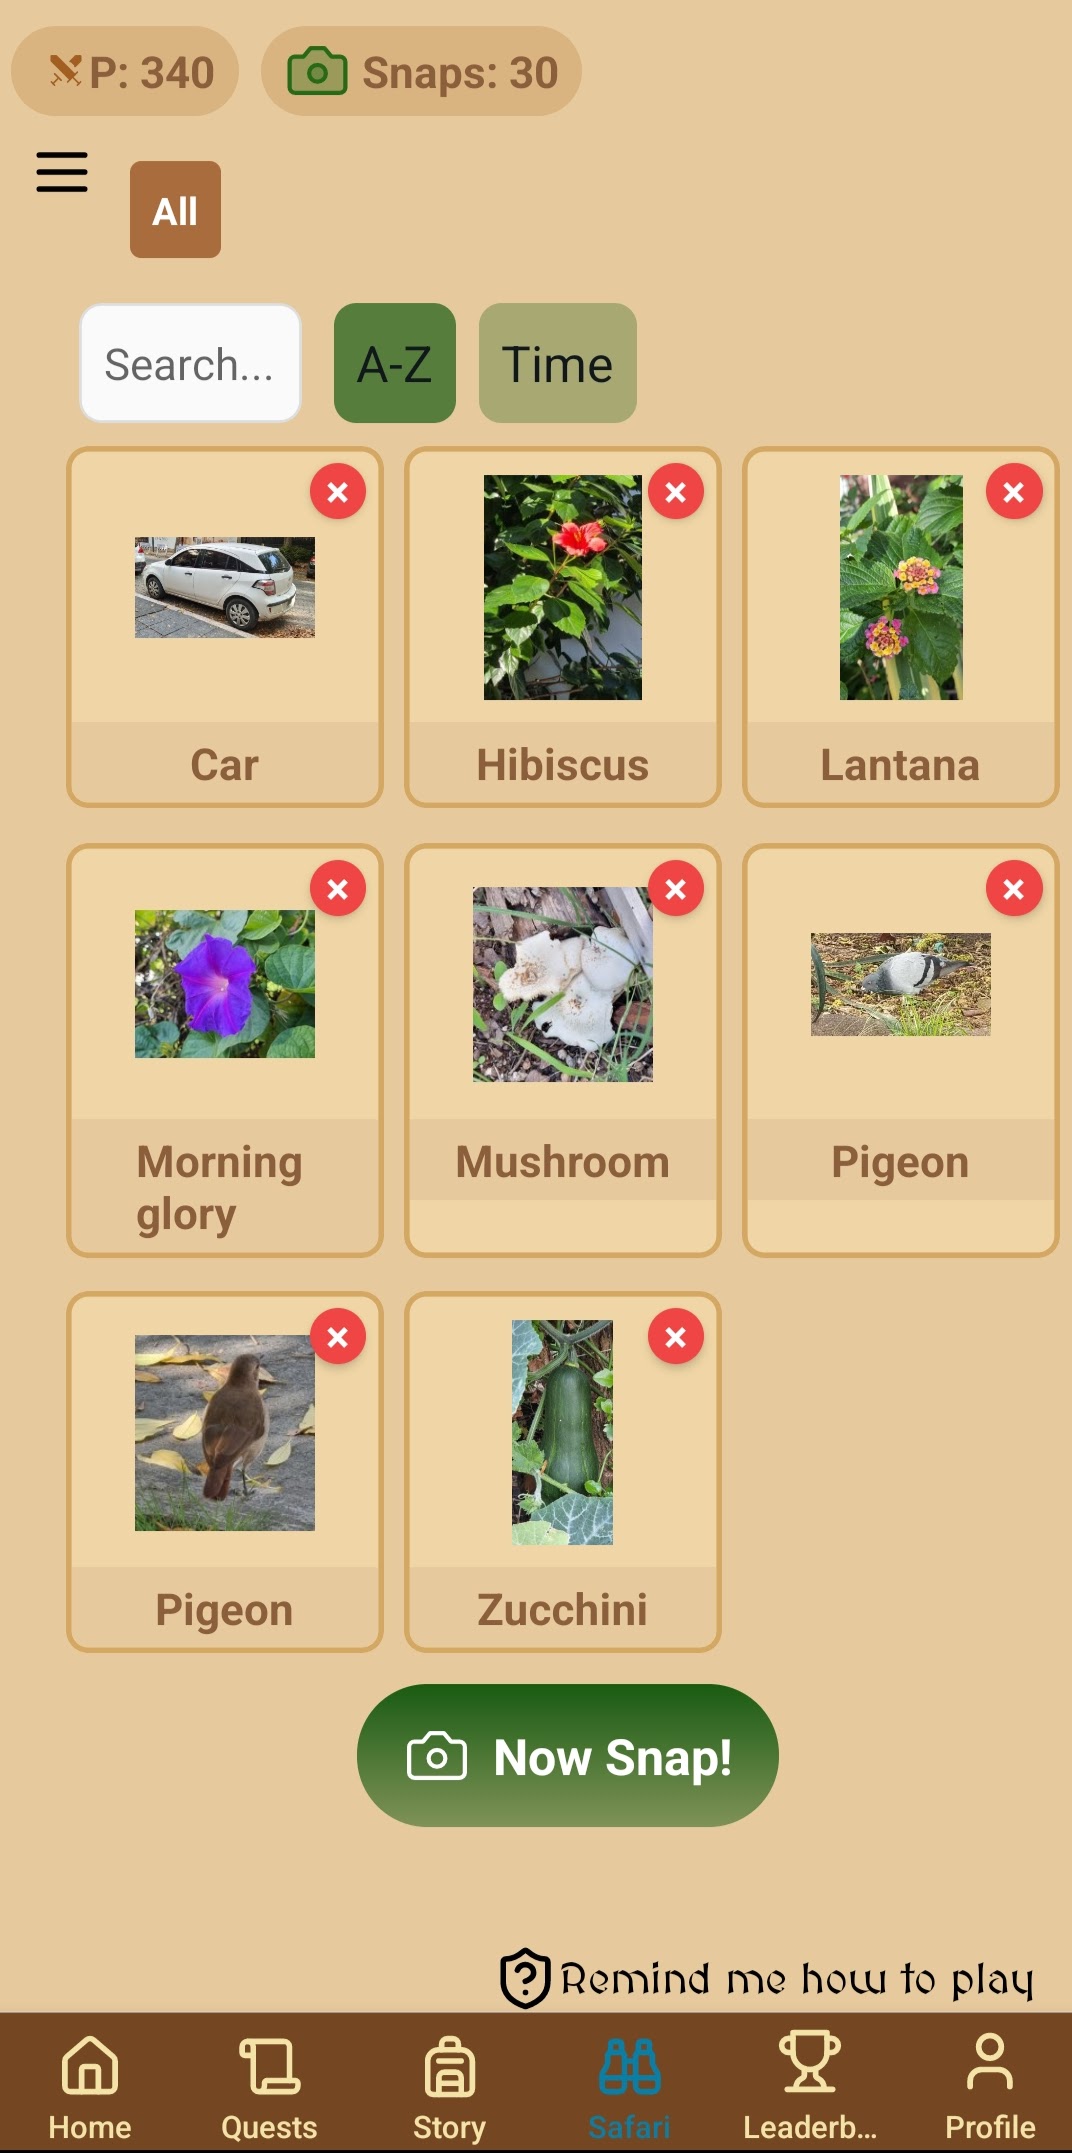 P: 340
Snaps: 30
All
Search...
A-Z
Time
Car
Hibiscus
Lantana
Morning
glory
Mushroom
Pigeon
Pigeon
Zucchini
Now Snap!
Remind me how to play
Home
Quests
Story
Safari
Leaderb...
Profile